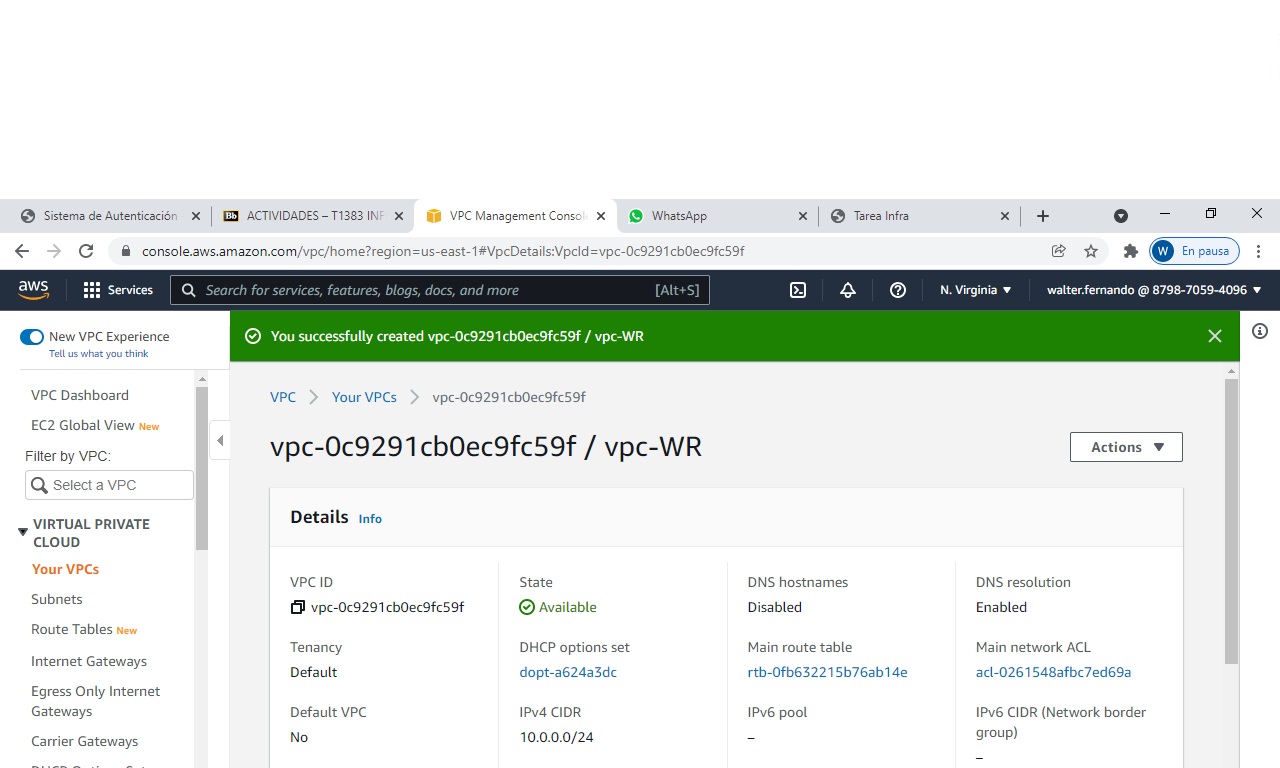 Sistema de Autenticación
Bb ACTIVIDADES – T1383 INF
VPC Management Consol
WhatsApp
Tarea Infra
console.aws.amazon.com/vpc/home?region=us-east-1#VpcDetails:VpcId=vpc-0c9291cb0ec9fc59f
W En pausa
aws
Services
Search for services, features, blogs, docs, and more [Alt+S]
N. Virginia
walter.fernando @ 8798-7059-4096
New VPC Experience
Tell us what you think
You successfully created vpc-0c9291cb0ec9fc59f / vpc-WR
VPC Dashboard
EC2 Global View New
Filter by VPC:
Select a VPC
VIRTUAL PRIVATE
CLOUD
Your VPCs
Subnets
Route Tables New
Internet Gateways
Egress Only Internet
Gateways
Carrier Gateways
VPC Your VPCs vpc-0c9291cb0ec9fc59f
vpc-0c9291cb0ec9fc59f / vpc-WR
Actions
Details Info
VPC ID
vpc-0c9291cb0ec9fc59f
State
Available
DNS hostnames
Disabled
DNS resolution
Enabled
Tenancy
Default
DHCP options set
dopt-a624a3dc
Main route table
rtb-0fb632215b76ab14e
Main network ACL
acl-0261548afbc7ed69a
Default VPC
No
IPv4 CIDR
10.0.0.0/24
IPv6 pool
–
IPv6 CIDR (Network border
group)
–